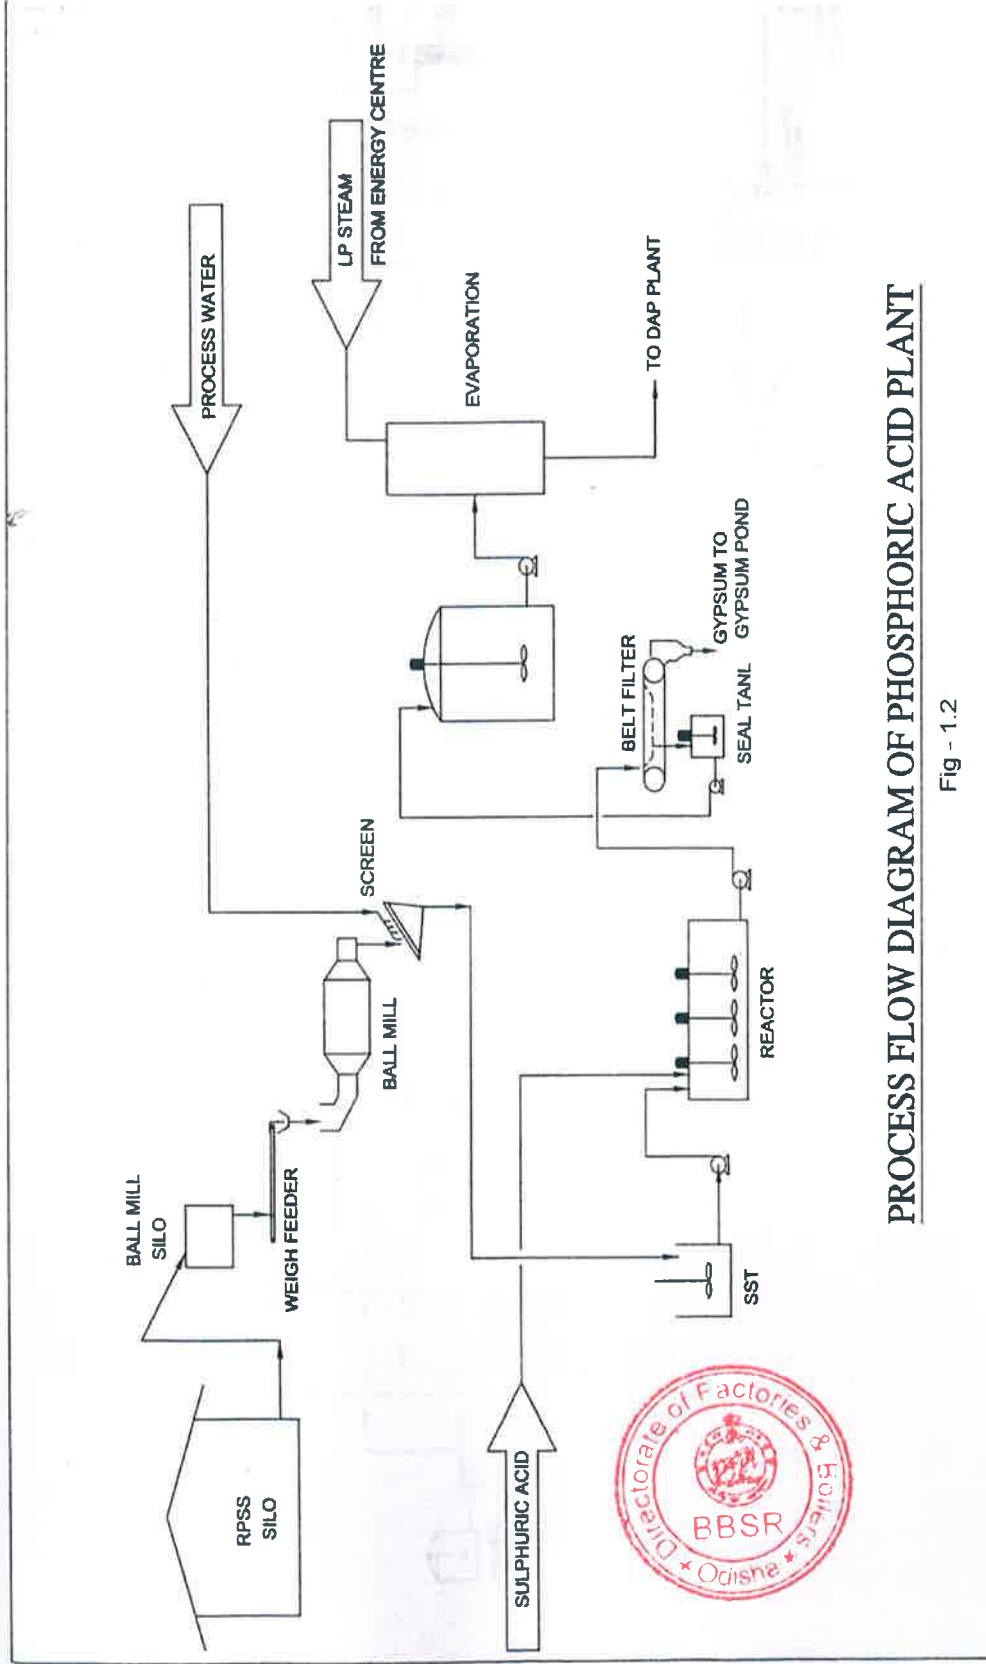 PROCESS WATER
LP STEAM
FROM ENERGY CENTRE
BALL MILL
SILO
RPSS
SILO
WEIGH FEEDER
BALL MILL
SCREEN
EVAPORATION
TO DAP PLANT
SULPHURIC ACID
SST
REACTOR
BELT FILTER
SEAL TANL
GYPSUM TO
GYPSUM POND
Directorate of Factories & Boilers
BBSR
* Odisha *
PROCESS FLOW DIAGRAM OF PHOSPHORIC ACID PLANT
Fig - 1.2